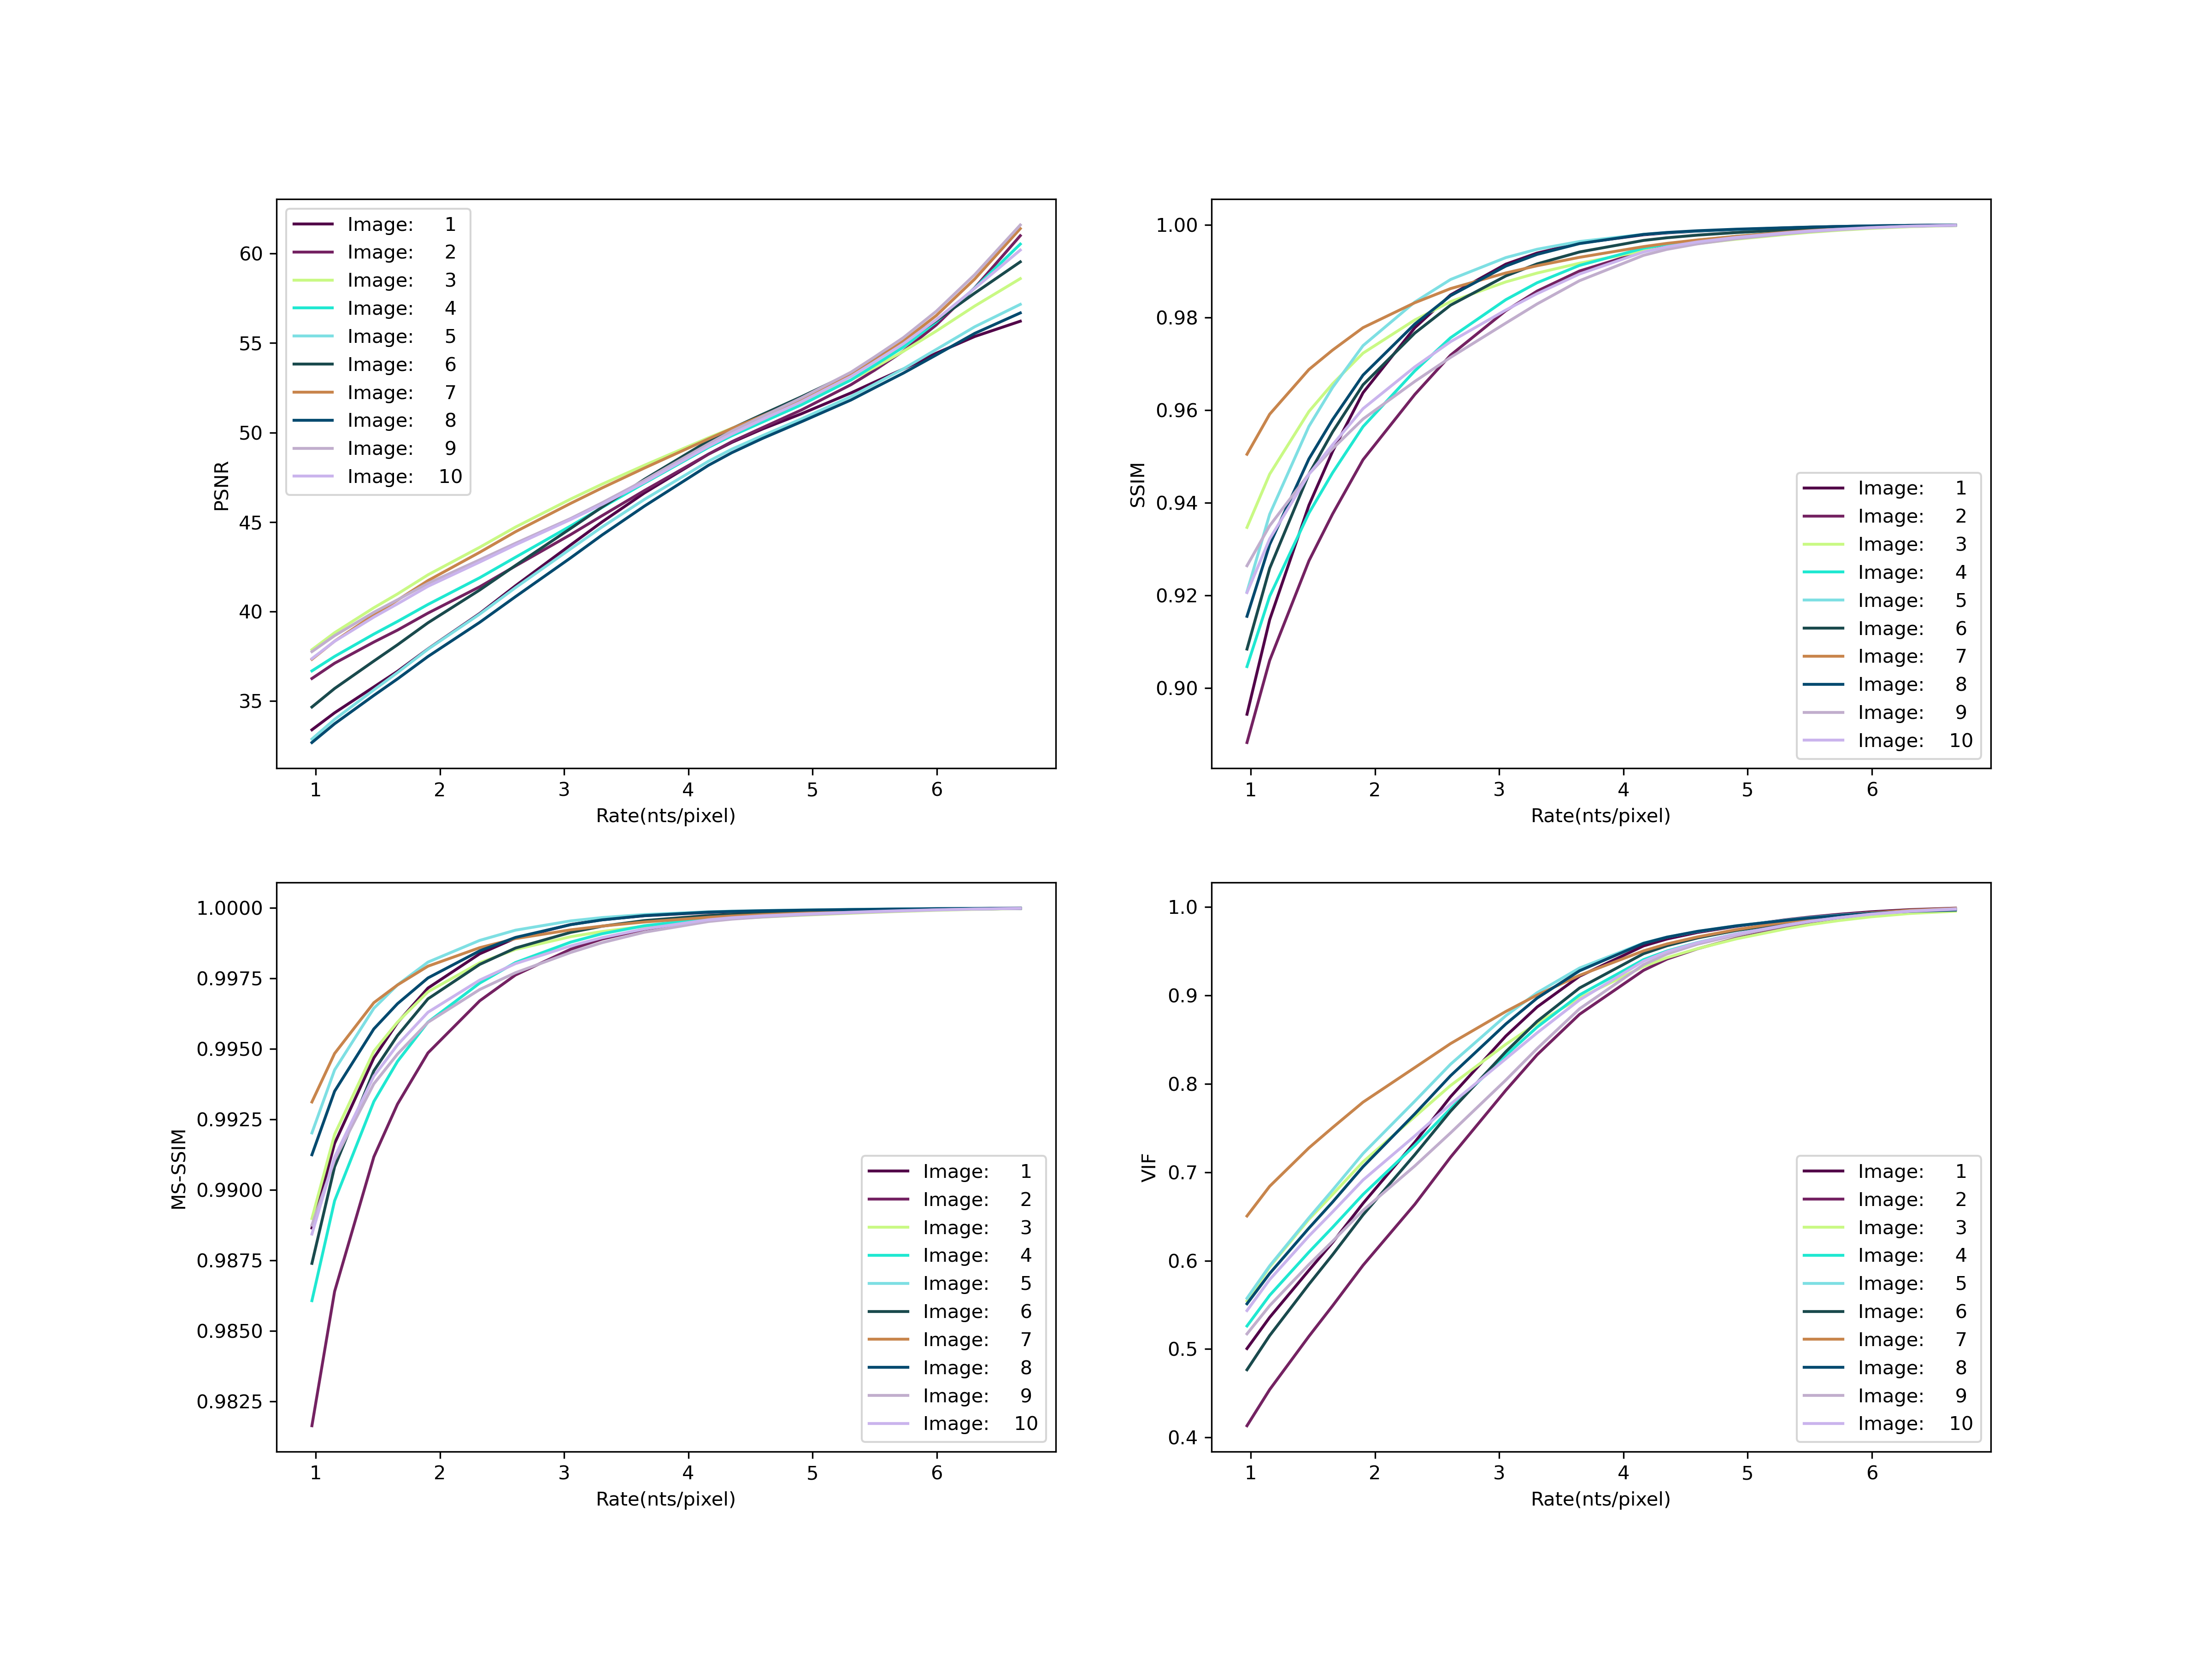 60
55
50
45
40
35
PSNR
Image: 1
Image: 2
Image: 3
Image: 4
Image: 5
Image: 6
Image: 7
Image: 8
Image: 9
Image: 10
1 2 3 4 5 6
Rate(nts/pixel)
1.00
0.98
0.96
0.94
0.92
0.90
SSIM
Image: 1
Image: 2
Image: 3
Image: 4
Image: 5
Image: 6
Image: 7
Image: 8
Image: 9
Image: 10
1 2 3 4 5 6
Rate(nts/pixel)
1.0000
0.9975
0.9950
0.9925
0.9900
0.9875
0.9850
0.9825
MS-SSIM
Image: 1
Image: 2
Image: 3
Image: 4
Image: 5
Image: 6
Image: 7
Image: 8
Image: 9
Image: 10
1 2 3 4 5 6
Rate(nts/pixel)
1.0
0.9
0.8
0.7
0.6
0.5
0.4
VIF
Image: 1
Image: 2
Image: 3
Image: 4
Image: 5
Image: 6
Image: 7
Image: 8
Image: 9
Image: 10
1 2 3 4 5 6
Rate(nts/pixel)